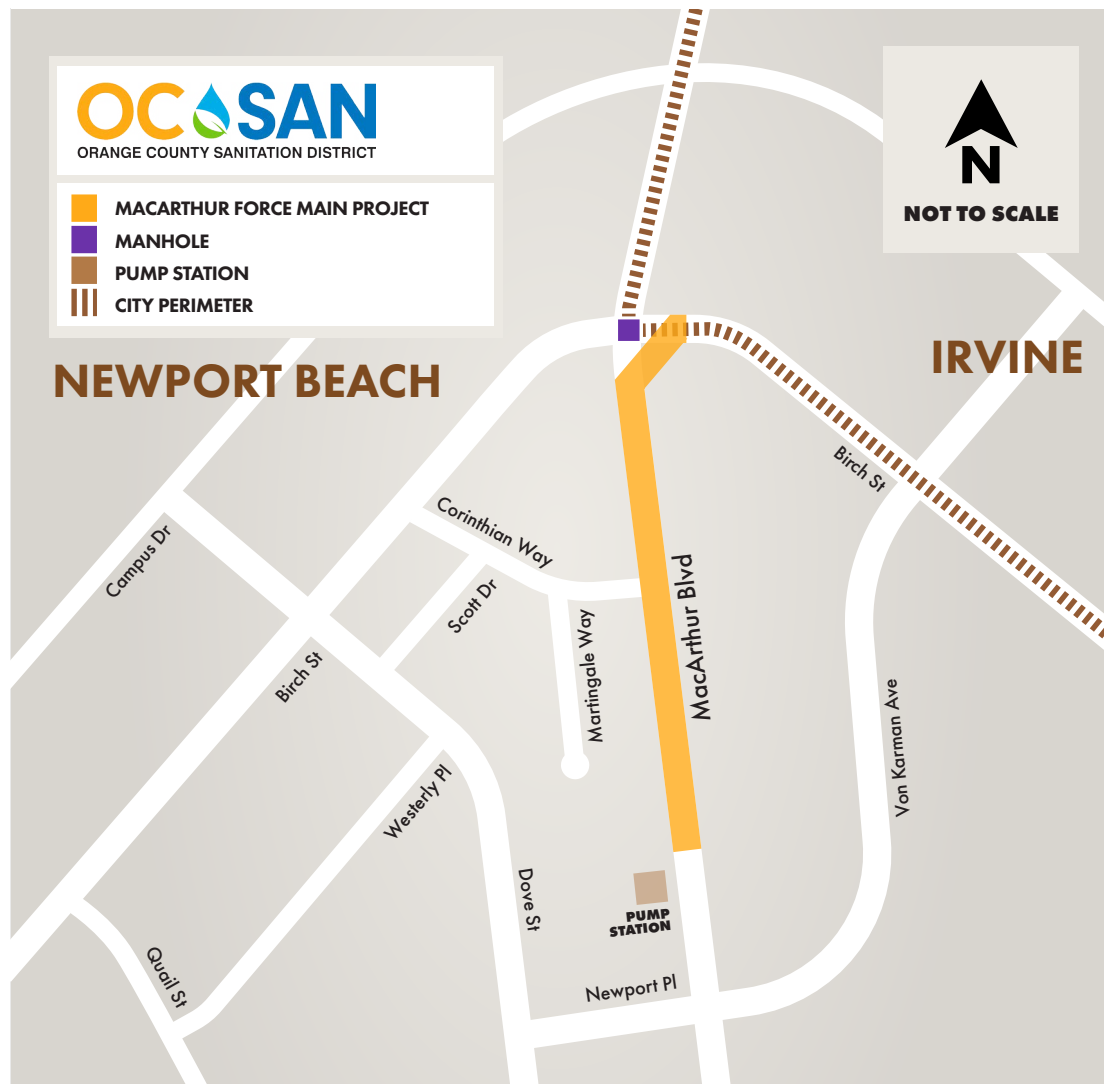 OC SAN
ORANGE COUNTY SANITATION DISTRICT
MACARTHUR FORCE MAIN PROJECT
MANHOLE
PUMP STATION
CITY PERIMETER
N
NOT TO SCALE
NEWPORT BEACH
IRVINE
Birch St
Corinthian Way
Campus Dr
Scott Dr
MacArthur Blvd
Martingale Way
Birch St
Von Karman Ave
Westerly Pl
Dove St
PUMP
STATION
Quail St
Newport Pl